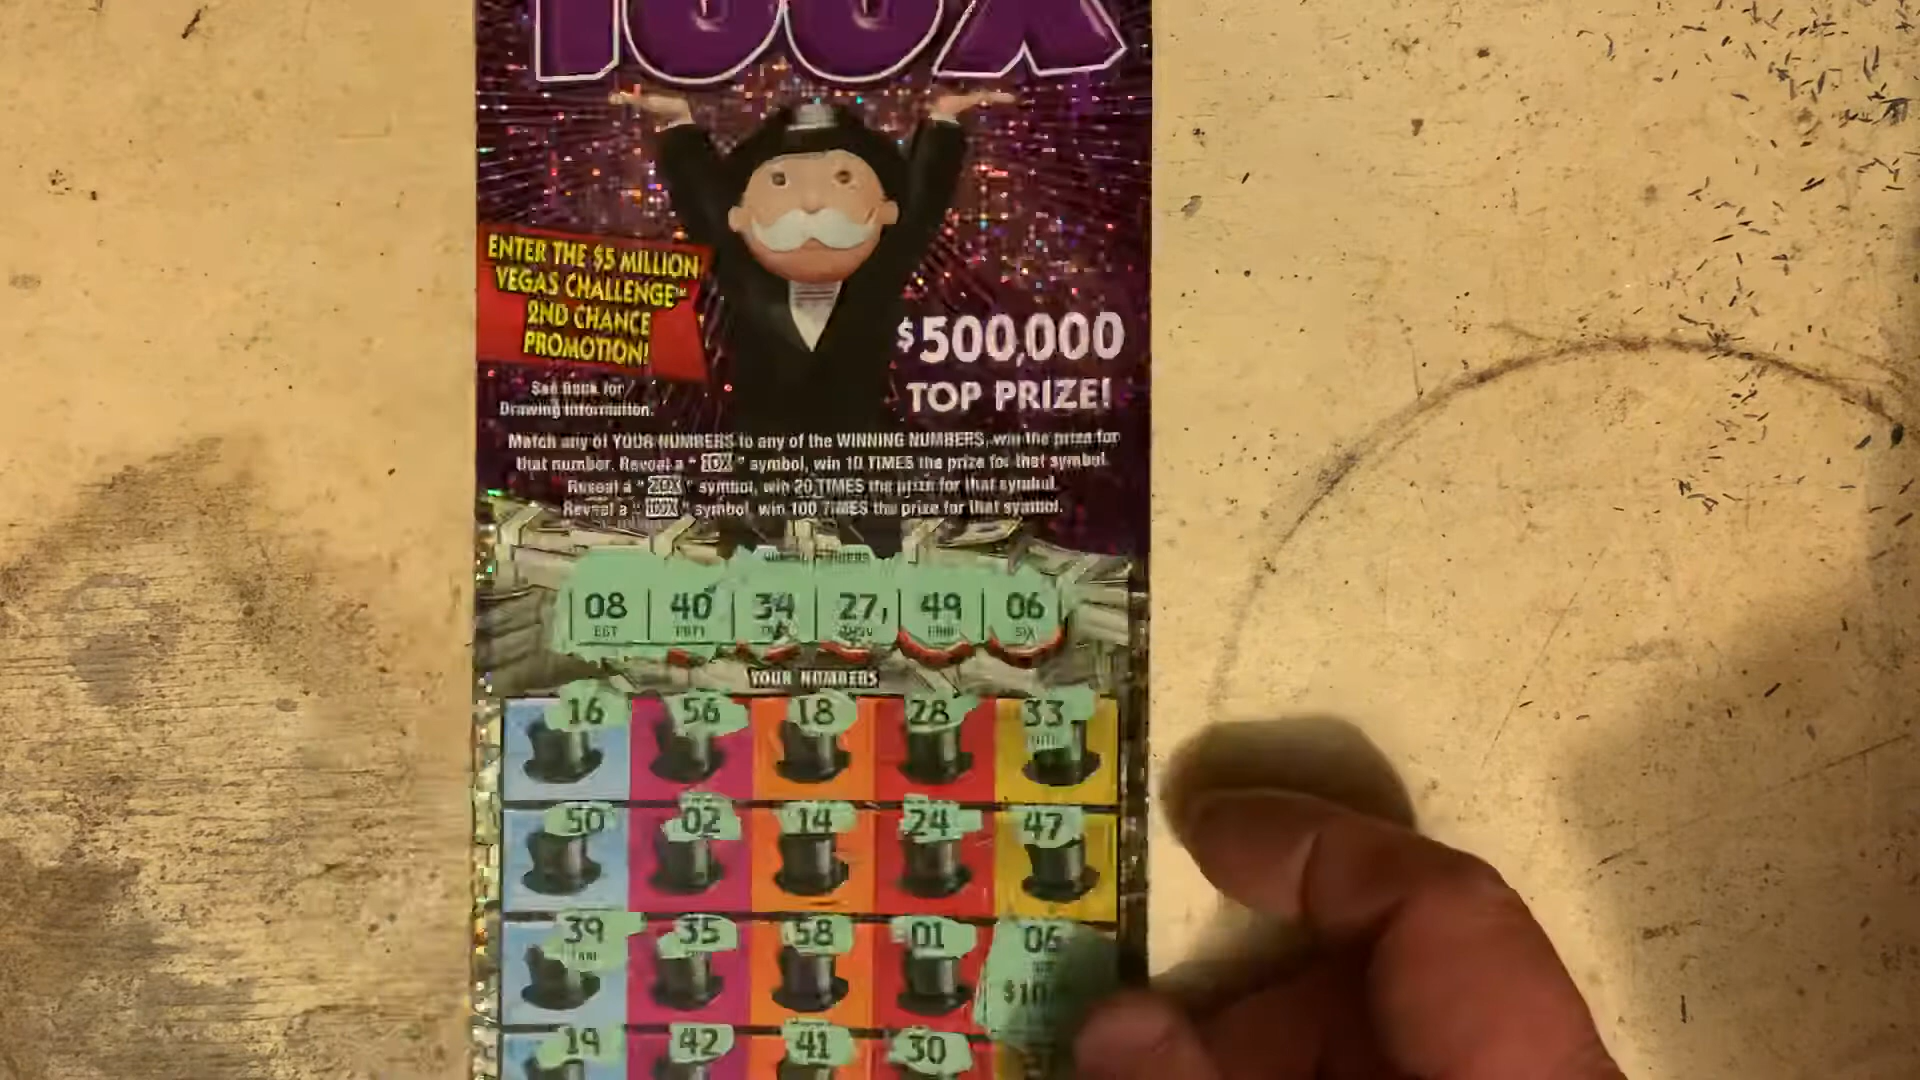 100X
ENTER THE $5 MILLION
VEGAS CHALLENGE™
2ND CHANCE
PROMOTION!
See Back for
Drawing Information.
$500,000
TOP PRIZE!
Match any of YOUR NUMBERS to any of the WINNING NUMBERS, win the prize for
that number. Reveal a "10X" symbol, win 10 TIMES the prize for that symbol.
Reveal a "20X" symbol, win 20 TIMES the prize for that symbol.
Reveal a "100X" symbol, win 100 TIMES the prize for that symbol.
WINNING NUMBERS
08 40 34 27 49 06
SIX
YOUR NUMBERS
16 56 18 28 33
50 02 14 24 47
39 35 58 01 06
19 42 41 30